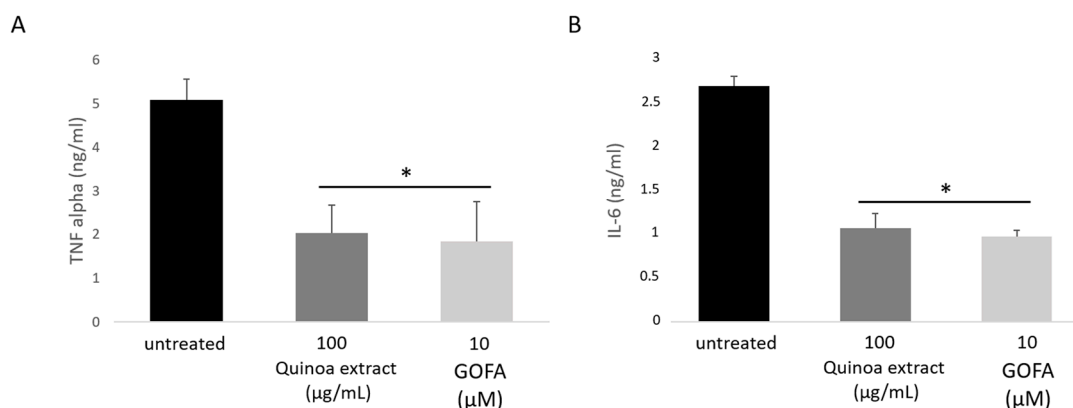 A
TNF alpha (ng/ml)
6
5
4
3
2
1
0
*
untreated
100
Quinoa extract
(µg/mL)
10
GOFA
(µM)
B
IL-6 (ng/ml)
3
2.5
2
1.5
1
0.5
0
*
untreated
100
Quinoa extract
(µg/mL)
10
GOFA
(µM)